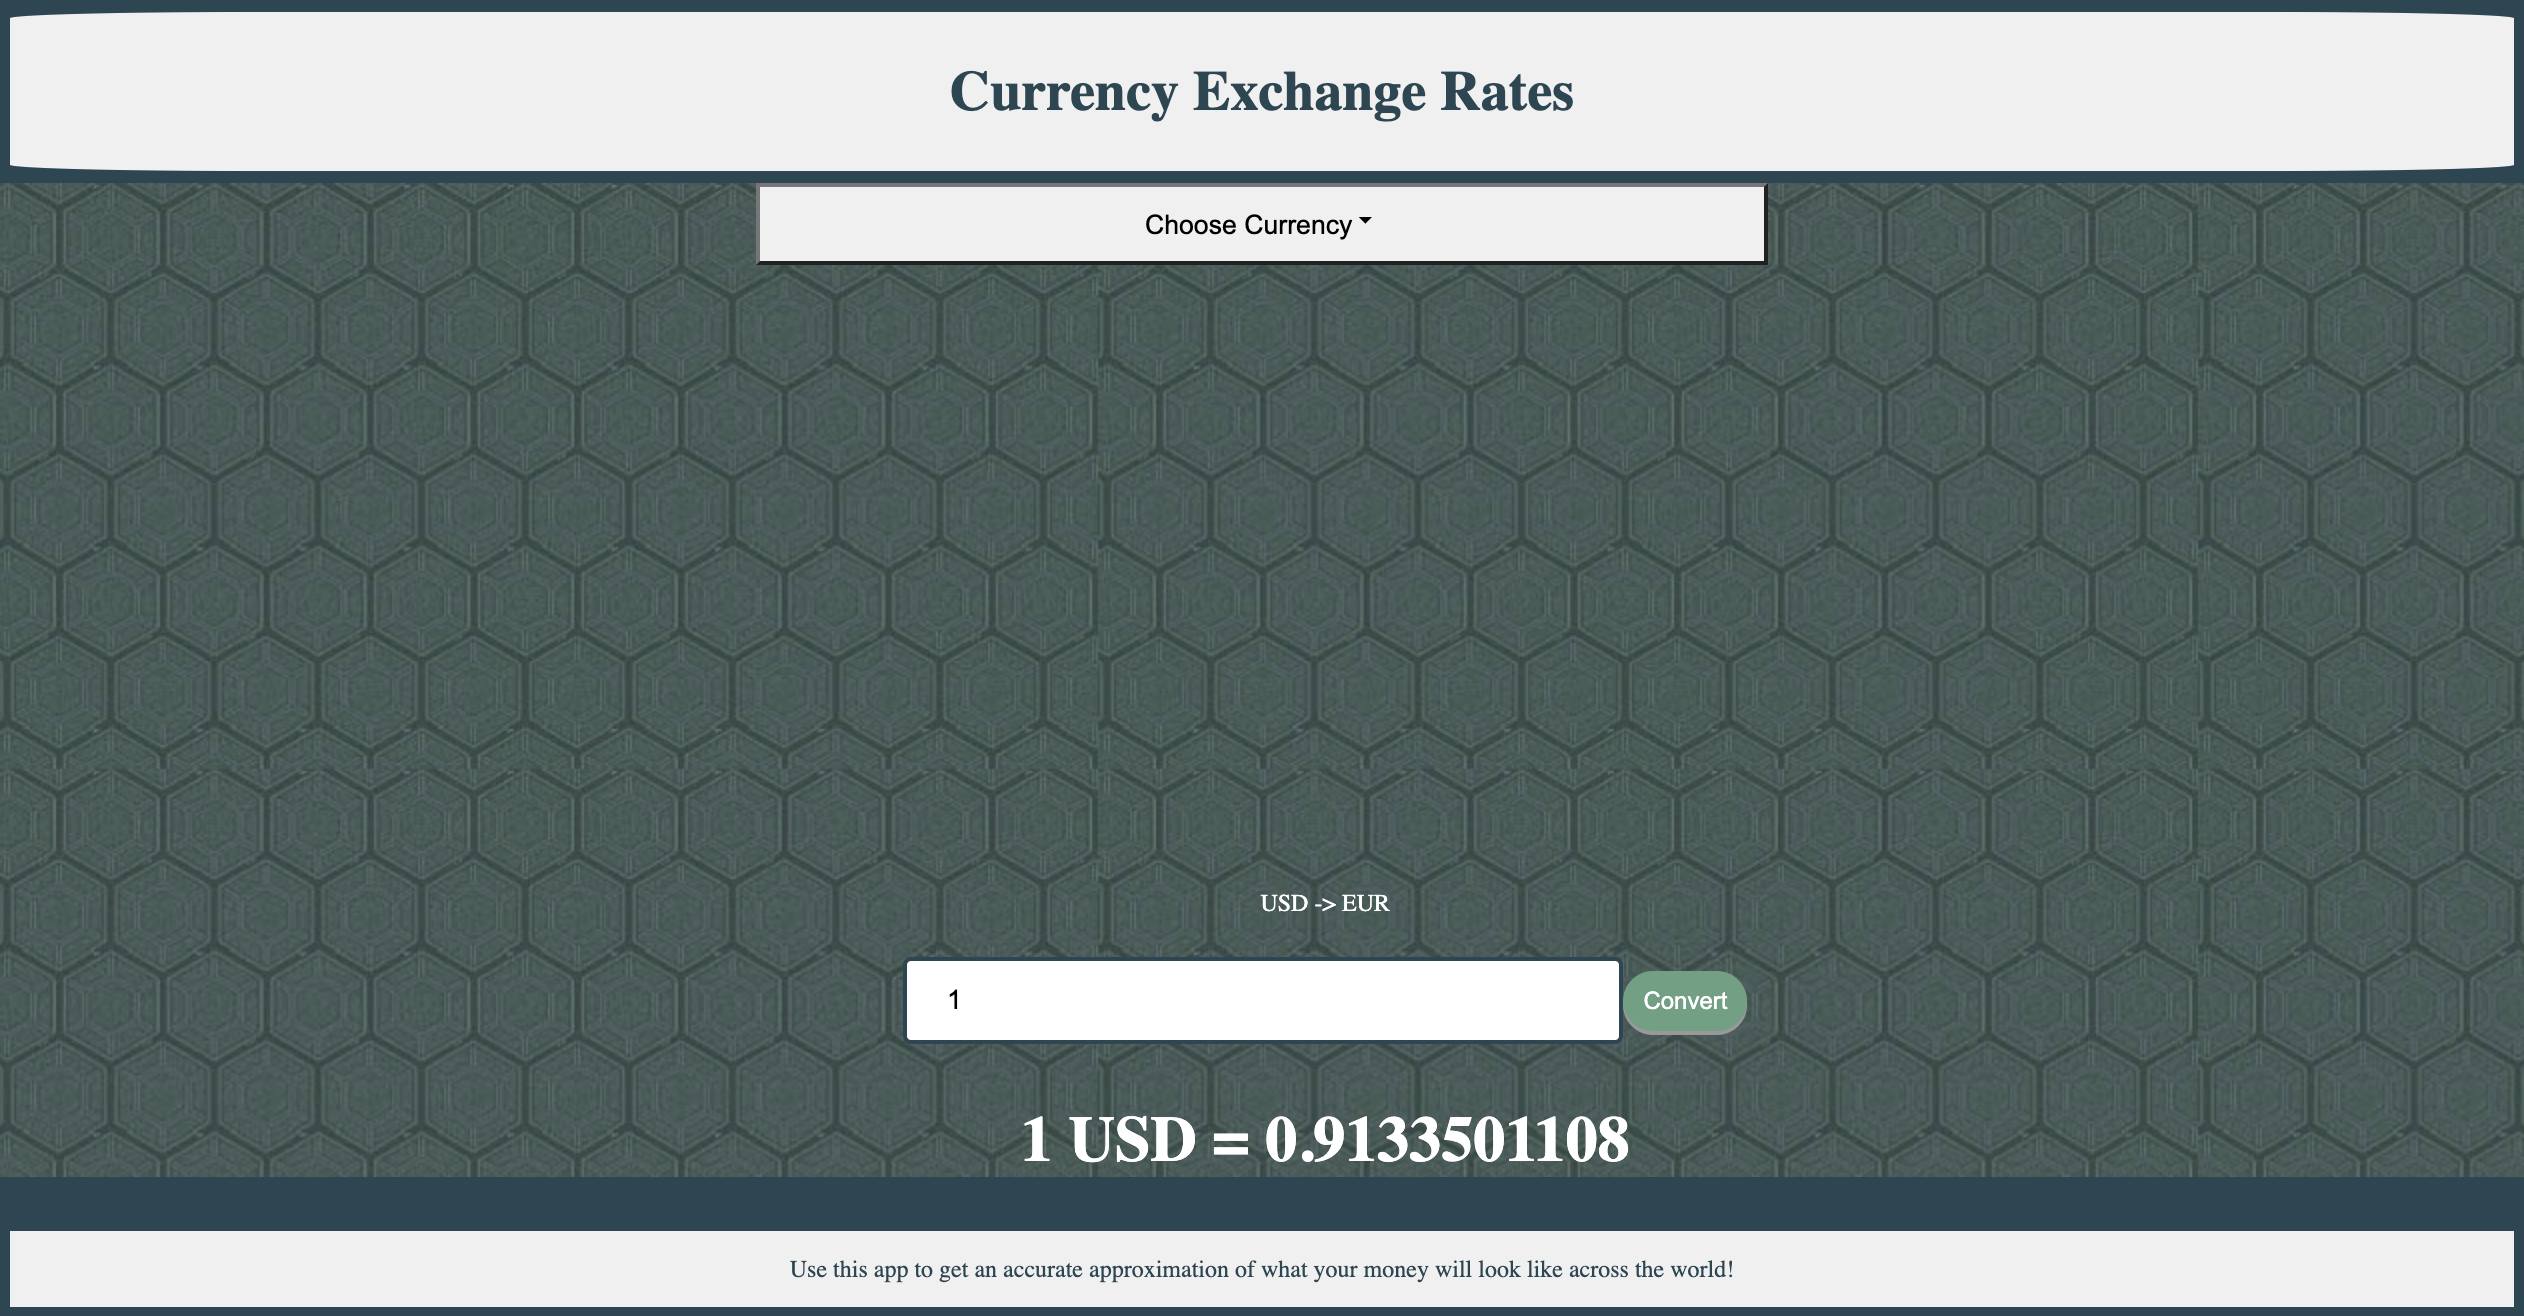 Currency Exchange Rates
Choose Currency
USD -> EUR
1
Convert
1 USD = 0.9133501108
Use this app to get an accurate approximation of what your money will look like across the world!